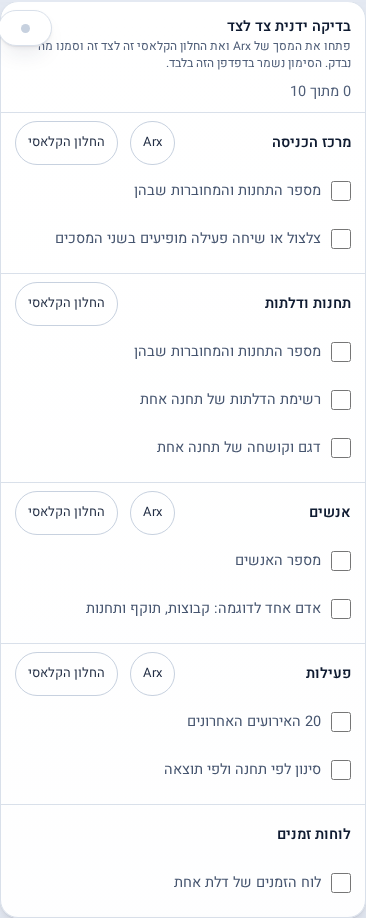 בדיקה ידנית צד לצד
פתחו את המסך של Arx ואת החלון הקלאסי זה לצד זה וסמנו מה
נבדק. הסימון נשמר בדפדפן הזה בלבד.
0 מתוך 10
מרכז הכניסה
Arx
החלון הקלאסי
מספר התחנות והמחוברות שבהן
צלצול או שיחה פעילה מופיעים בשני המסכים
תחנות ודלתות
החלון הקלאסי
מספר התחנות והמחוברות שבהן
רשימת הדלתות של תחנה אחת
דגם וקושחה של תחנה אחת
אנשים
Arx
החלון הקלאסי
מספר האנשים
אדם אחד לדוגמה: קבוצות, תוקף ותחנות
פעילות
Arx
החלון הקלאסי
20 האירועים האחרונים
סינון לפי תחנה ולפי תוצאה
לוחות זמנים
לוח הזמנים של דלת אחת